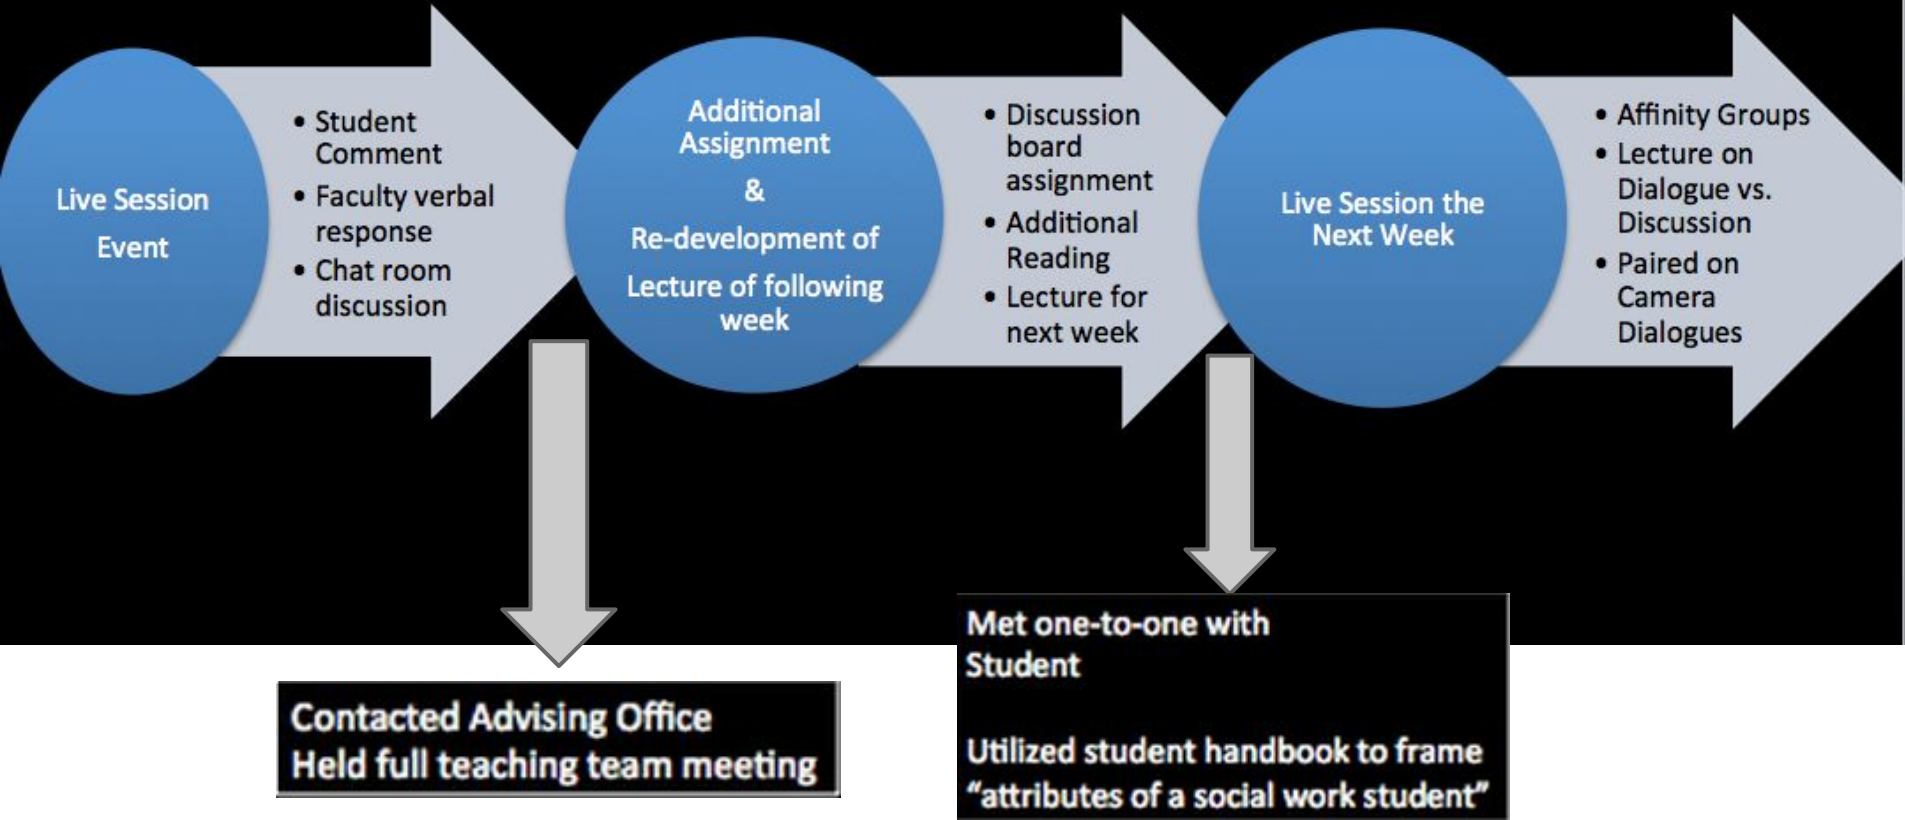 Live Session
Event
• Student
Comment
• Faculty verbal
response
• Chat room
discussion
Additional
Assignment
&
Re-development of
Lecture of following
week
• Discussion
board
assignment
• Additional
Reading
• Lecture for
next week
Live Session the
Next Week
• Affinity Groups
• Lecture on
Dialogue vs.
Discussion
• Paired on
Camera
Dialogues
Contacted Advising Office
Held full teaching team meeting
Met one-to-one with
Student
Utilized student handbook to frame
“attributes of a social work student”